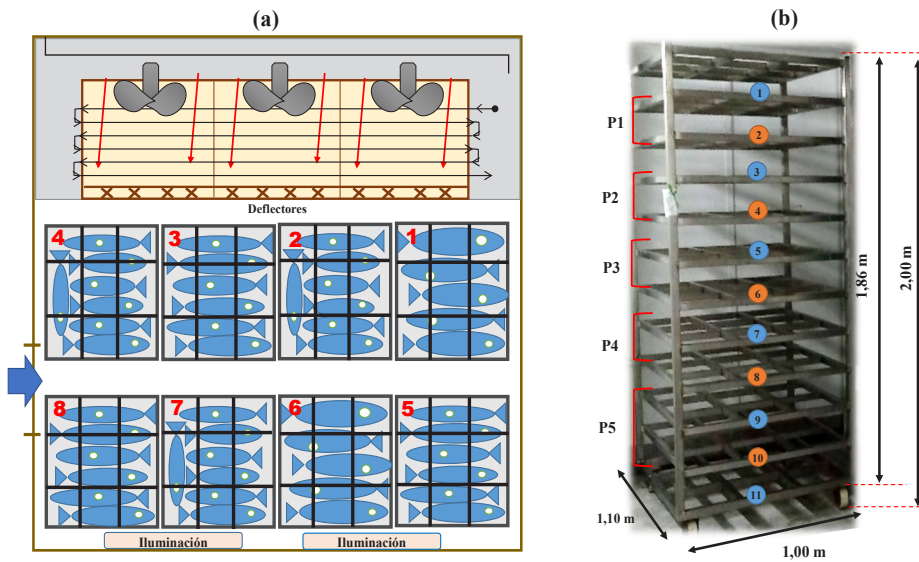 (a)
Deflectores
4
3
2
1
8
7
6
5
Iluminación
Iluminación
(b)
P1
P2
P3
P4
P5
1
2
3
4
5
6
7
8
9
10
11
1,86 m
2,00 m
1,10 m
1,00 m